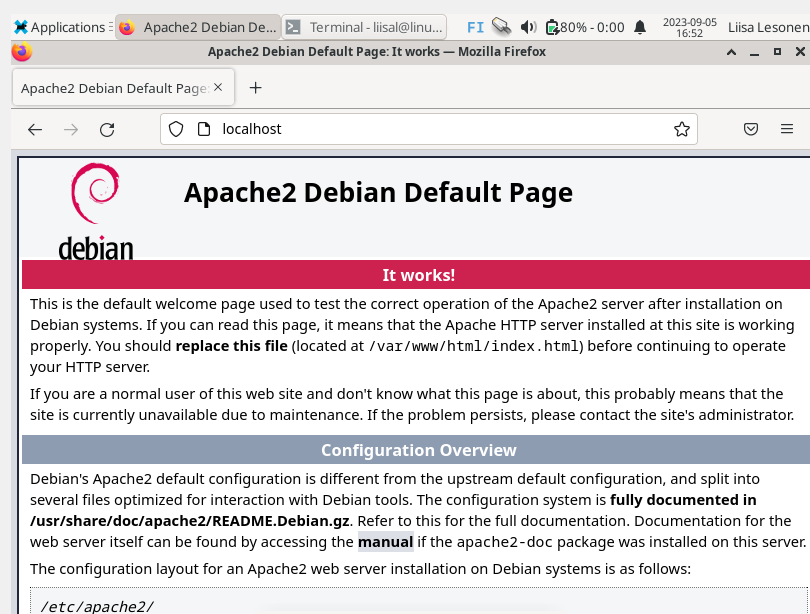 Applications
Apache2 Debian De...
Terminal - liisal@linu...
FI
80% - 0:00
2023-09-05
16:52
Liisa Lesonen
Apache2 Debian Default Page: It works — Mozilla Firefox
Apache2 Debian Default Page:
localhost
debian
Apache2 Debian Default Page
It works!
This is the default welcome page used to test the correct operation of the Apache2 server after installation on
Debian systems. If you can read this page, it means that the Apache HTTP server installed at this site is working
properly. You should replace this file (located at /var/www/html/index.html) before continuing to operate
your HTTP server.
If you are a normal user of this web site and don't know what this page is about, this probably means that the
site is currently unavailable due to maintenance. If the problem persists, please contact the site's administrator.
Configuration Overview
Debian's Apache2 default configuration is different from the upstream default configuration, and split into
several files optimized for interaction with Debian tools. The configuration system is fully documented in
/usr/share/doc/apache2/README.Debian.gz. Refer to this for the full documentation. Documentation for the
web server itself can be found by accessing the manual if the apache2-doc package was installed on this server.
The configuration layout for an Apache2 web server installation on Debian systems is as follows:
/etc/apache2/